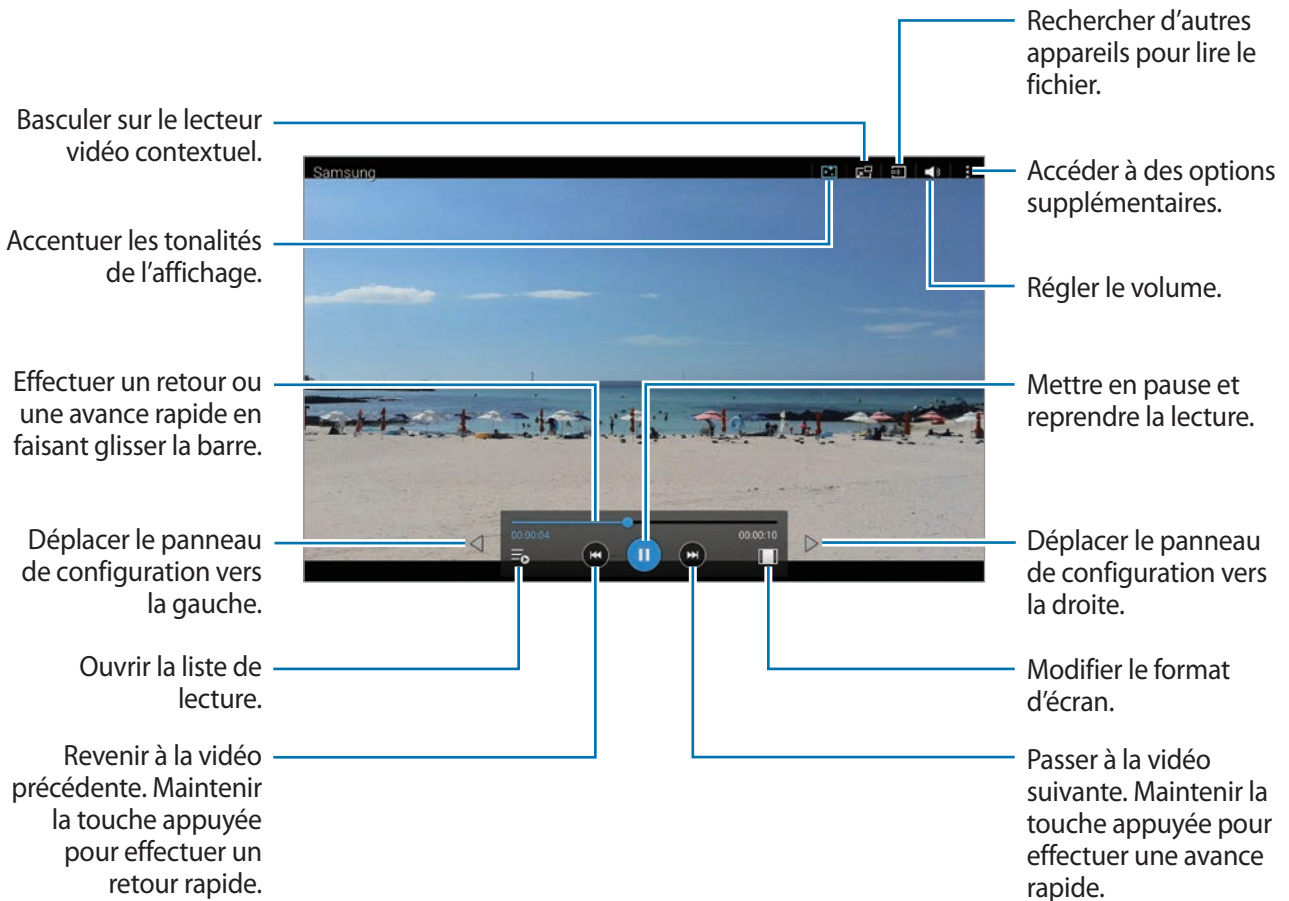 Rechercher d'autres
appareils pour lire le
fichier.
Basculer sur le lecteur
vidéo contextuel.
Samsung
Accéder à des options
supplémentaires.
Accentuer les tonalités
de l'affichage.
Régler le volume.
Effectuer un retour ou
une avance rapide en
faisant glisser la barre.
Mettre en pause et
reprendre la lecture.
00:00:04
00:00:10
Déplacer le panneau
de configuration vers
la gauche.
Déplacer le panneau
de configuration vers
la droite.
Ouvrir la liste de
lecture.
Modifier le format
d'écran.
Revenir à la vidéo
précédente. Maintenir
la touche appuyée
pour effectuer un
retour rapide.
Passer à la vidéo
suivante. Maintenir la
touche appuyée pour
effectuer une avance
rapide.